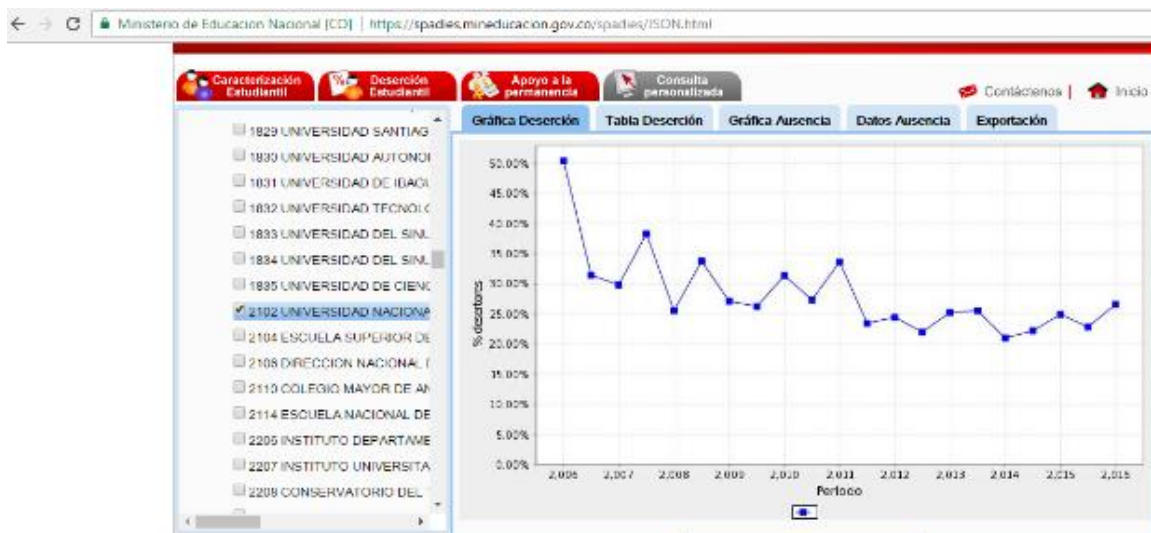 Ministerio de Educacion Nacional [CO] | https://spadies.mineducacion.gov.co/spadies/JSON.html
Caracterización Estudiantil
Deserción Estudiantil
Apoyo a la permanencia
Consulta personalizada
Contáctenos | Inicio
1829 UNIVERSIDAD SANTIAG
1830 UNIVERSIDAD AUTONO
1831 UNIVERSIDAD DE IBAGU
1832 UNIVERSIDAD TECNOLO
1833 UNIVERSIDAD DEL SINU
1834 UNIVERSIDAD DEL SINU
1835 UNIVERSIDAD DE CIENC
2102 UNIVERSIDAD NACIONA
2104 ESCUELA SUPERIOR DE
2106 DIRECCION NACIONAL
2110 COLEGIO MAYOR DE AN
2114 ESCUELA NACIONAL DE
2206 INSTITUTO DEPARTAME
2207 INSTITUTO UNIVERSITA
2208 CONSERVATORIO DEL
Gráfica Deserción Tabla Deserción Gráfica Ausencia Datos Ausencia Exportación
50.00%
45.00%
40.00%
35.00%
30.00%
25.00%
20.00%
15.00%
10.00%
5.00%
0.00%
% desertores
2,006 2,007 2,008 2,009 2,010 2,011 2,012 2,013 2,014 2,015 2,016
Periodo